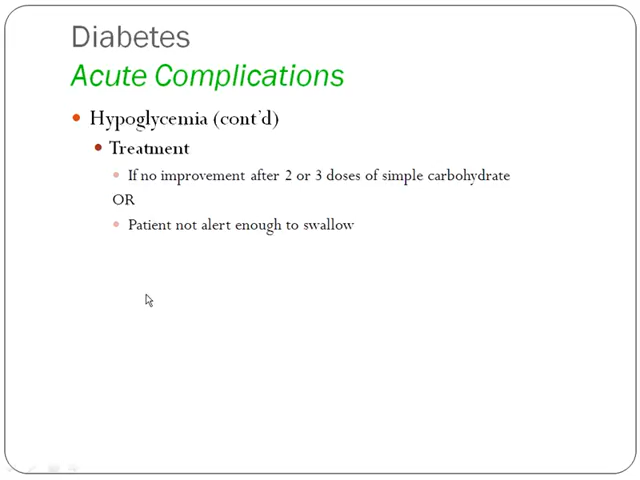 Diabetes
Acute Complications
Hypoglycemia (cont'd)
Treatment
If no improvement after 2 or 3 doses of simple carbohydrate
OR
Patient not alert enough to swallow